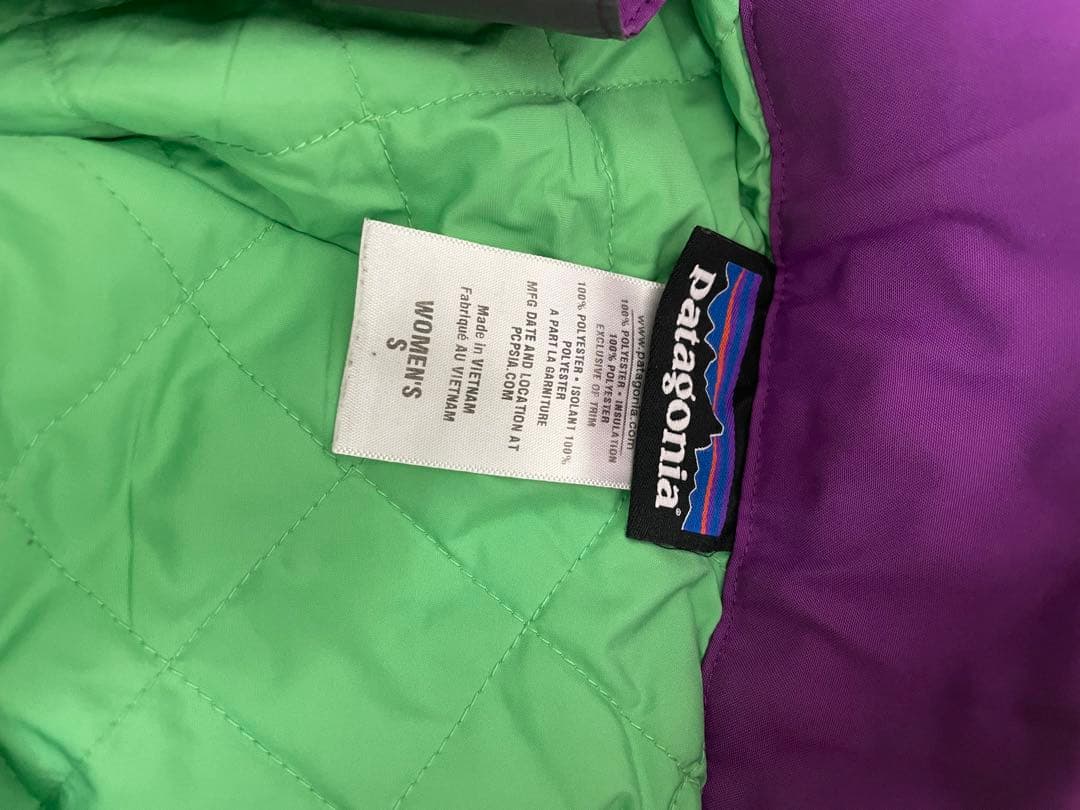 patagonia®
www.patagonia.com
100% POLYESTER • INSULATION
100% POLYESTER
EXCLUSIVE OF TRIM
100% POLYESTER • ISOLANT 100%
POLYESTER
A PART LA GARNITURE
MFG DATE AND LOCATION AT
PCPSIA.COM
Made in VIETNAM
Fabriqué AU VIETNAM
WOMEN'S
S